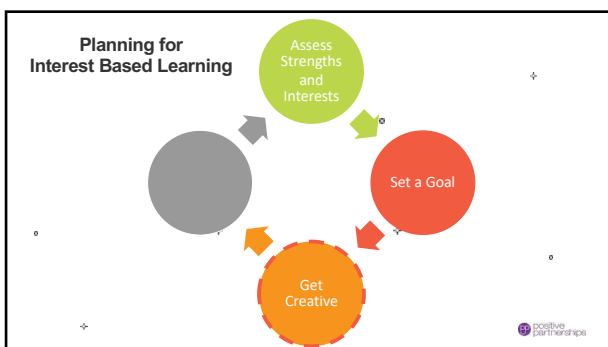 Planning for
Interest Based Learning
Assess
Strengths
and
Interests
Set a Goal
Get
Creative
positive
partnerships